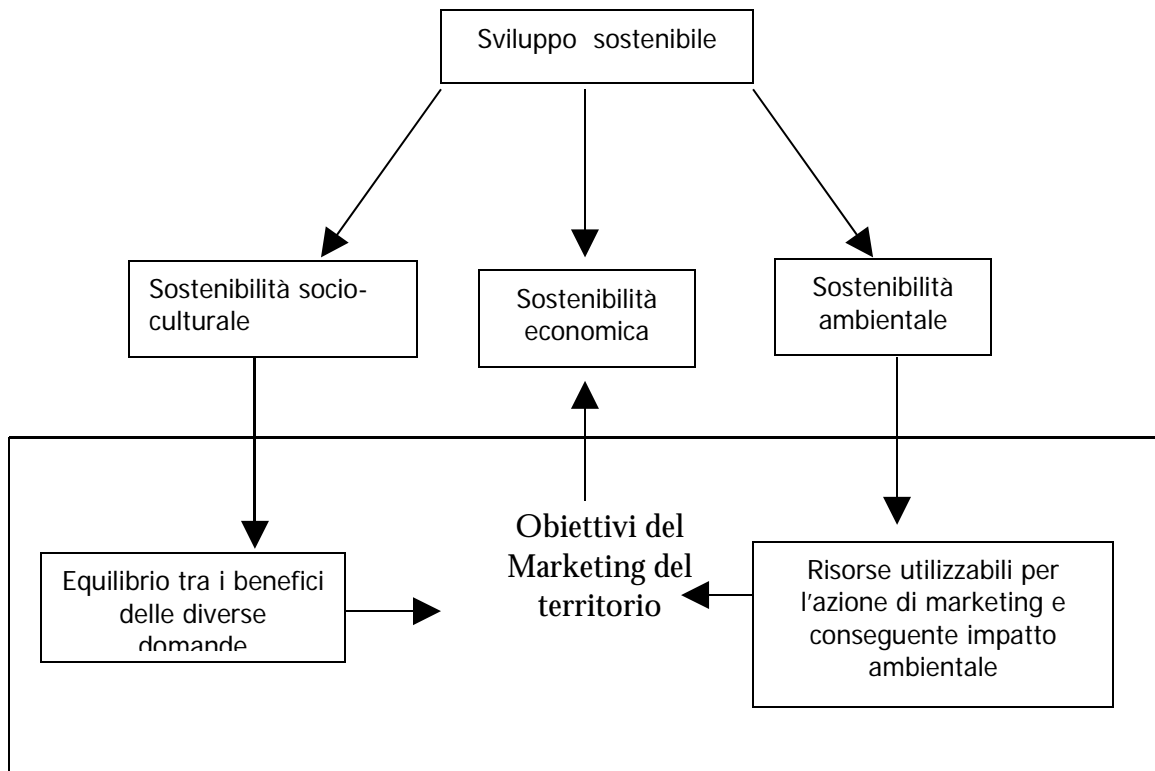 Sviluppo sostenibile
Sostenibilità socio-
culturale
Sostenibilità
economica
Sostenibilità
ambientale
Equilibrio tra i benefici
delle diverse
domande
Obiettivi del
Marketing del
territorio
Risorse utilizzabili per
l'azione di marketing e
conseguente impatto
ambientale